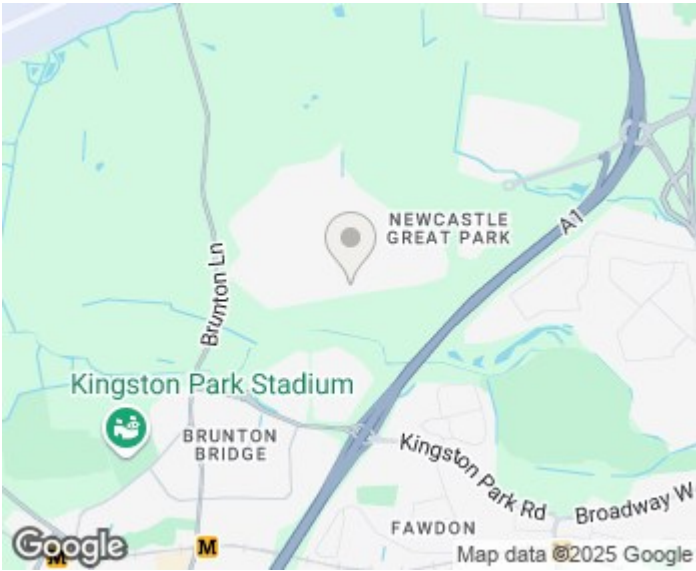 NEWCASTLE
GREAT PARK
A1
Brunton Ln
Kingston Park Stadium
BRUNTON
BRIDGE
Kingston Park Rd
Broadway W
FAWDON
M
M
Google
Map data ©2025 Google